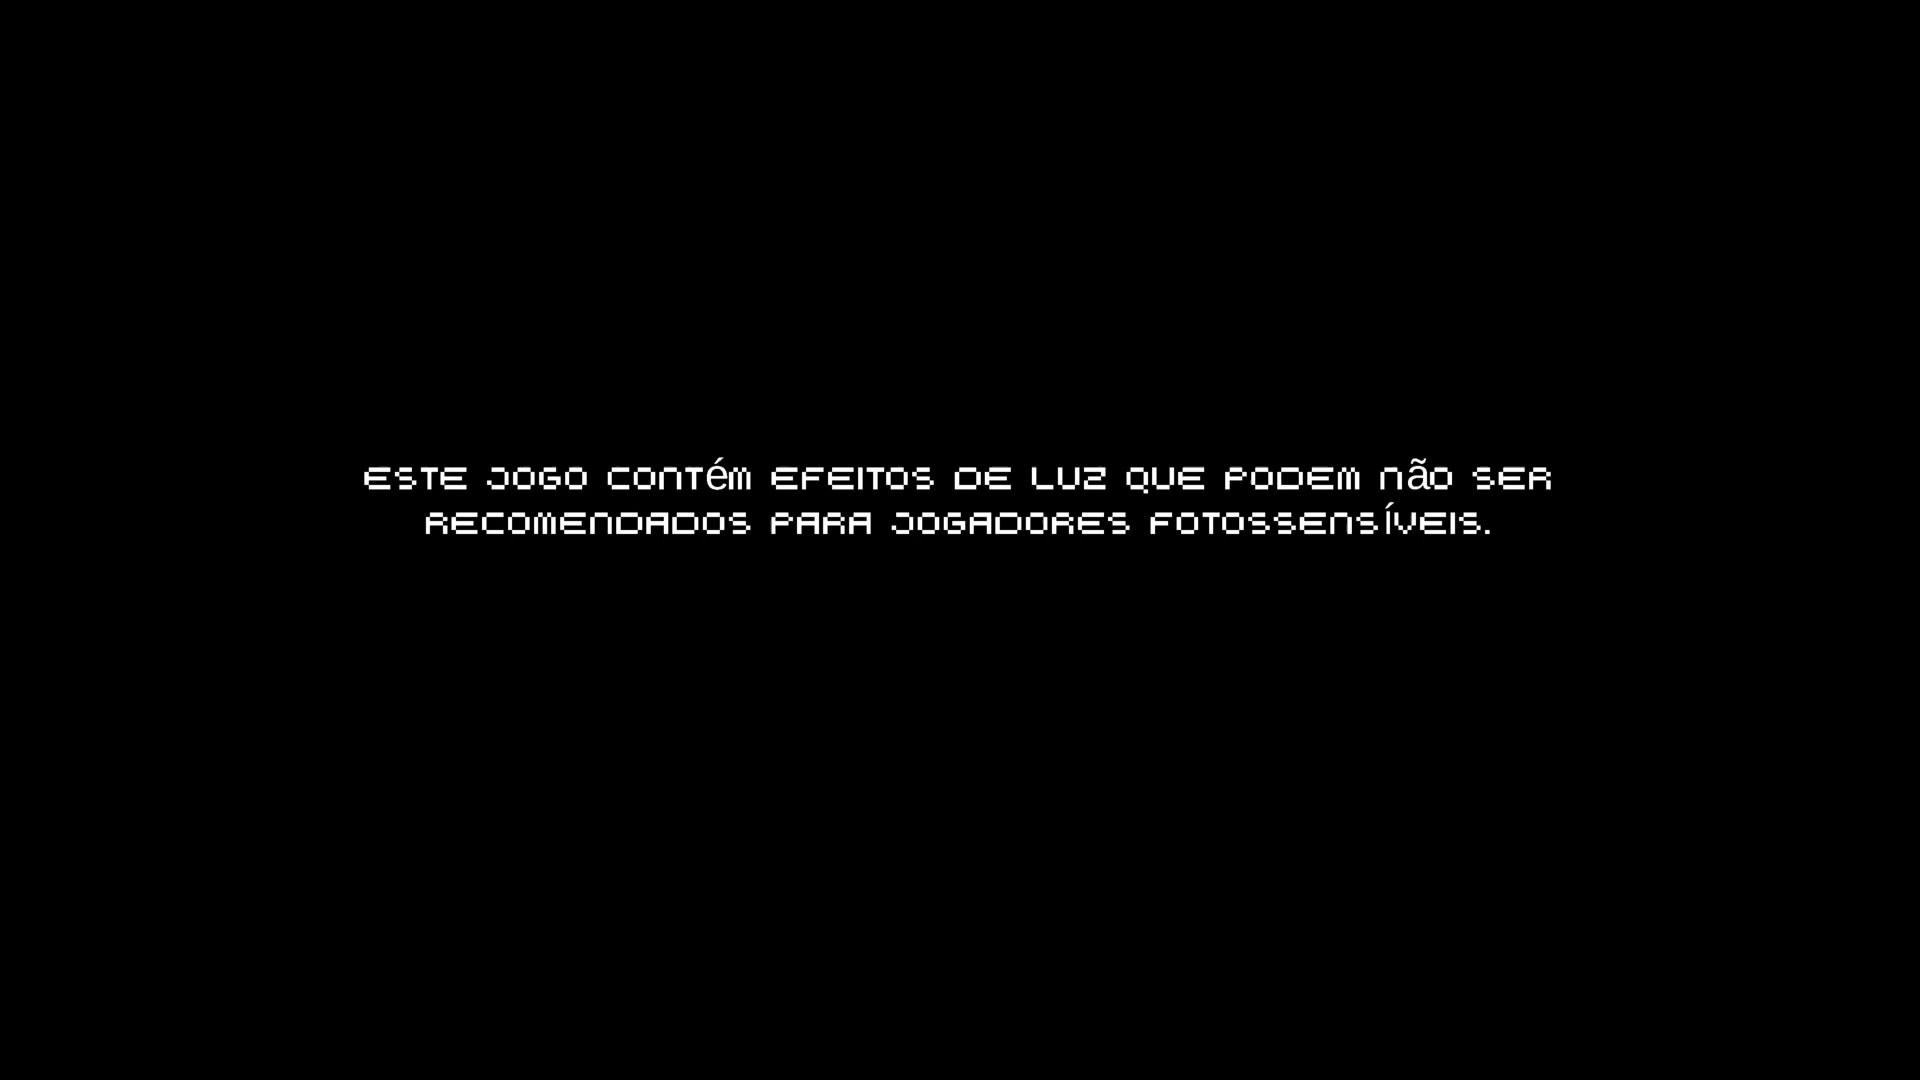 ESTE JOGO CONTéM EFEITOS DE LUZ QUE PODEM NãO SER
RECOMENDADOS PARA JOGADORES FOTOSSENSÍVEIS.